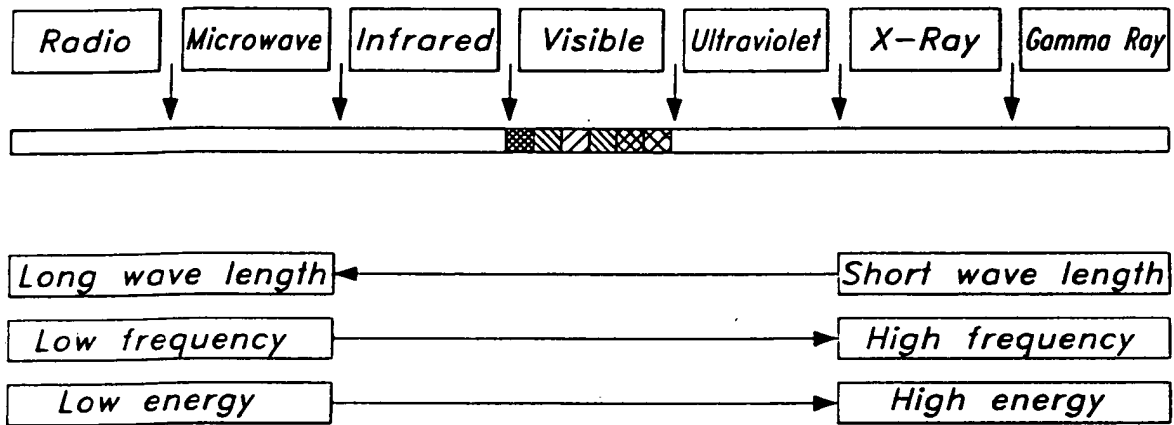 Radio Microwave Infrared Visible Ultraviolet X-Ray Gamma Ray
Long wave length Short wave length
Low frequency High frequency
Low energy High energy